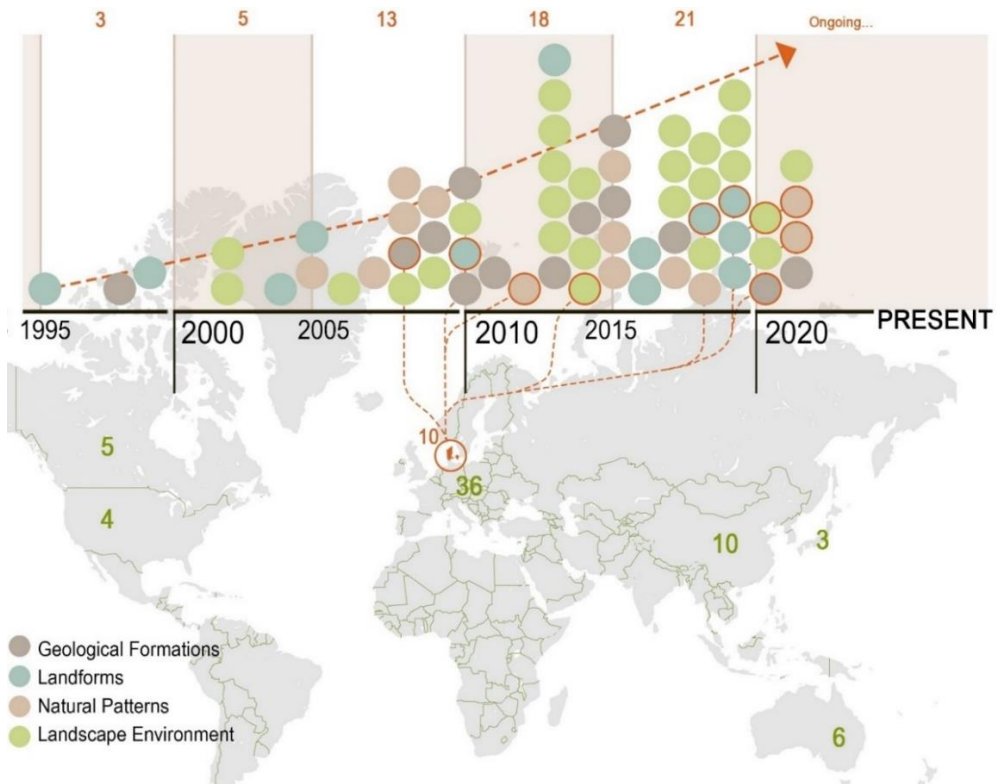 3 5 13 18 21 Ongoing...
1995 2000 2005 2010 2015 2020 PRESENT
10
5
36
4
10
3
Geological Formations
Landforms
Natural Patterns
Landscape Environment
6